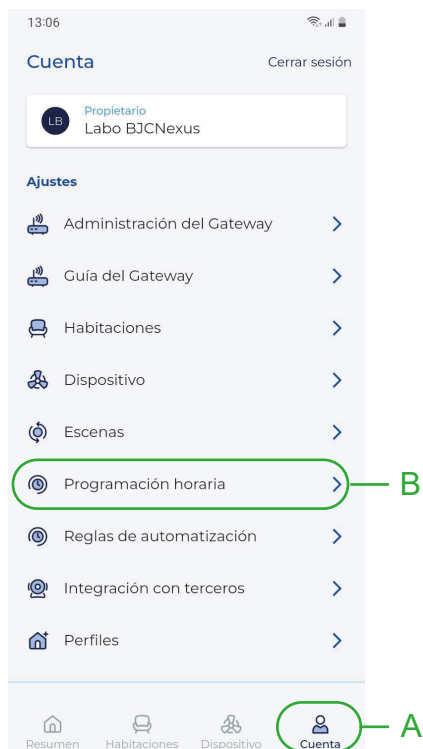 13:06
Cuenta Cerrar sesión
LB Propietario
Labo BJCNexus
Ajustes
Administración del Gateway
Guía del Gateway
Habitaciones
Dispositivo
Escenas
Programación horaria B
Reglas de automatización
Integración con terceros
Perfiles
Resumen Habitaciones Dispositivo Cuenta A